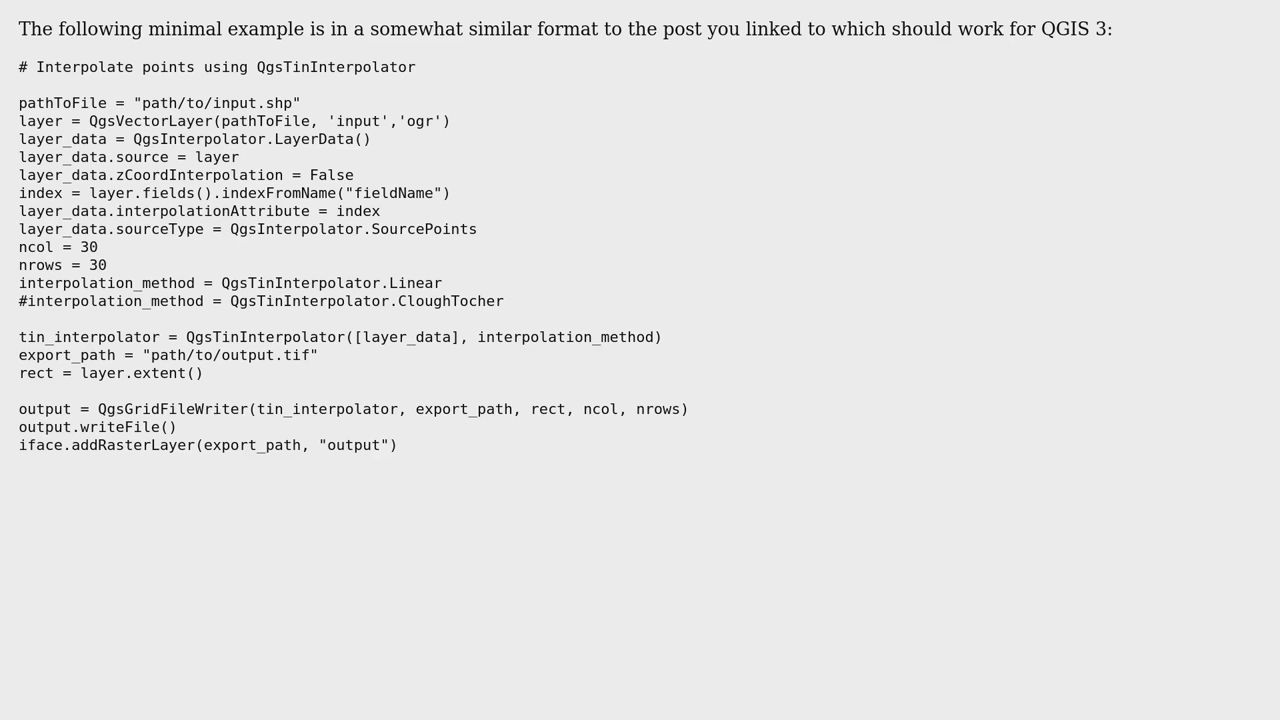 The following minimal example is in a somewhat similar format to the post you linked to which should work for QGIS 3:
# Interpolate points using QgsTinInterpolator
pathToFile = "path/to/input.shp"
layer = QgsVectorLayer(pathToFile, 'input','ogr')
layer_data = QgsInterpolator.LayerData()
layer_data.source = layer
layer_data.zCoordInterpolation = False
index = layer.fields().indexFromName("fieldName")
layer_data.interpolationAttribute = index
layer_data.sourceType = QgsInterpolator.SourcePoints
ncol = 30
nrows = 30
interpolation_method = QgsTinInterpolator.Linear
#interpolation_method = QgsTinInterpolator.CloughTocher
tin_interpolator = QgsTinInterpolator([layer_data], interpolation_method)
export_path = "path/to/output.tif"
rect = layer.extent()
output = QgsGridFileWriter(tin_interpolator, export_path, rect, ncol, nrows)
output.writeFile()
iface.addRasterLayer(export_path, "output")